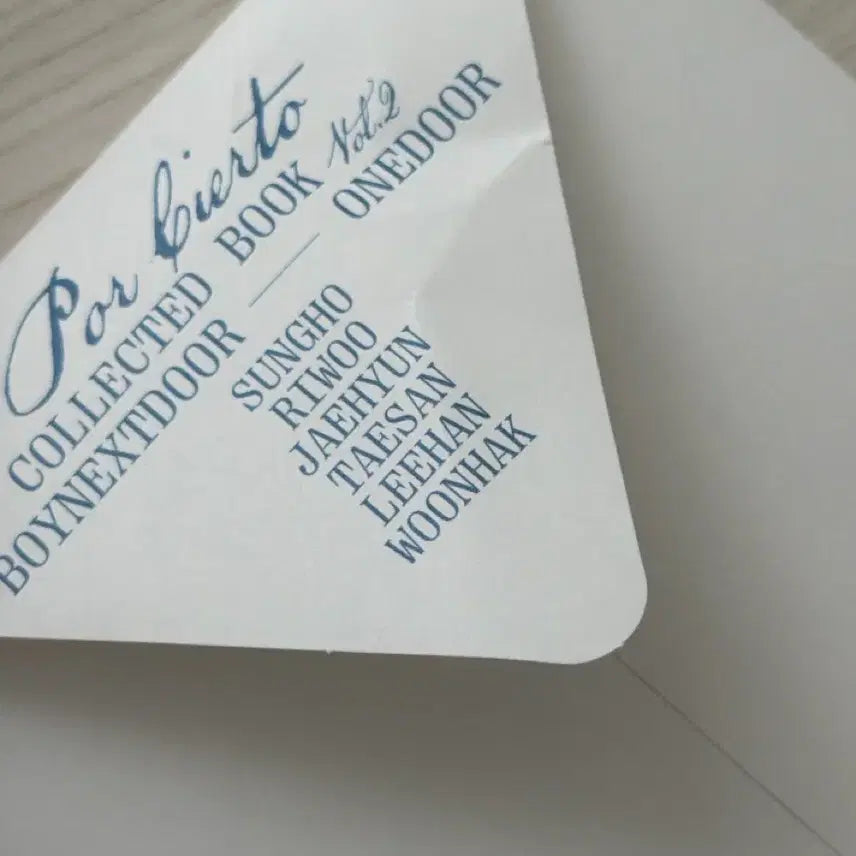 Por Cierto
COLLECTED BOOK Vol.2
BOYNEXTDOOR — ONEDOOR
SUNGHO
RIWOO
JAEHYUN
TAESAN
LEEHAN
WOONHAK